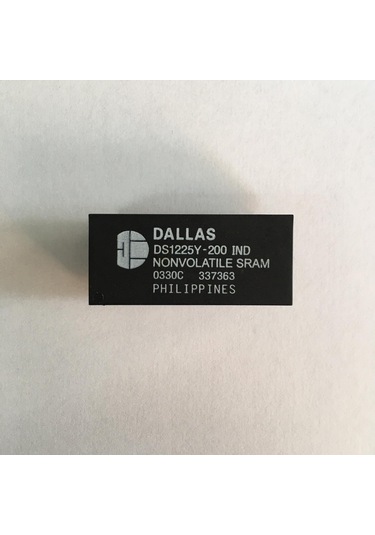 DALLAS
DS1225Y-200 IND
NONVOLATILE SRAM
0330C 337363
PHILIPPINES